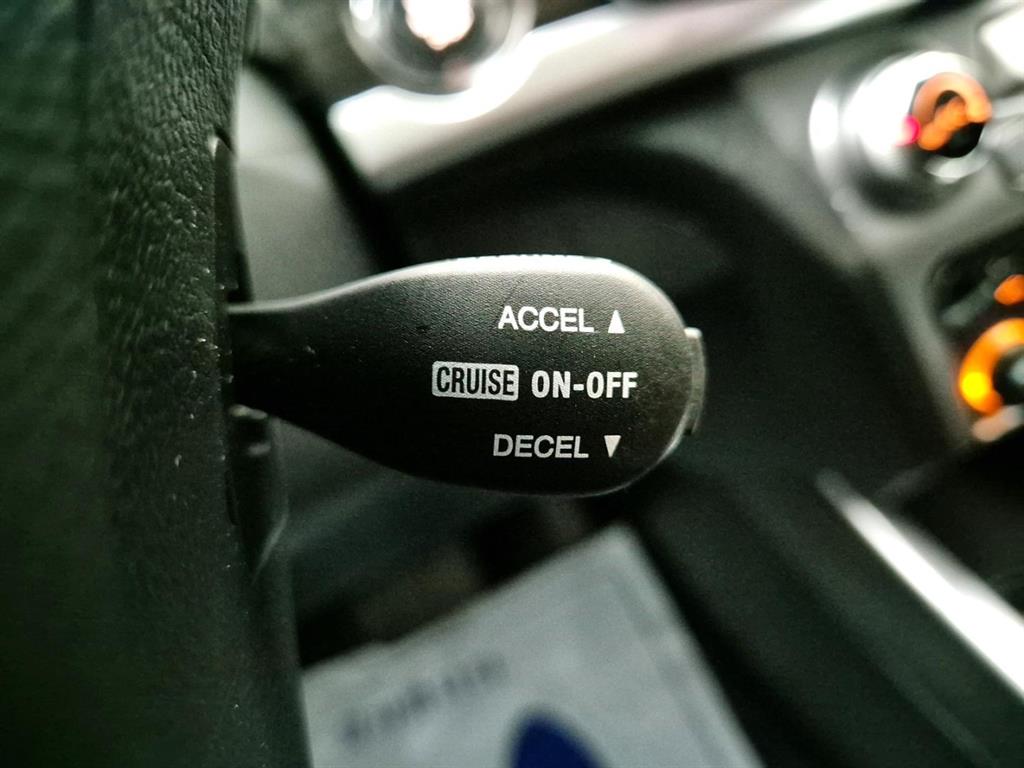 ACCEL ▲
CRUISE ON-OFF
DECEL ▼